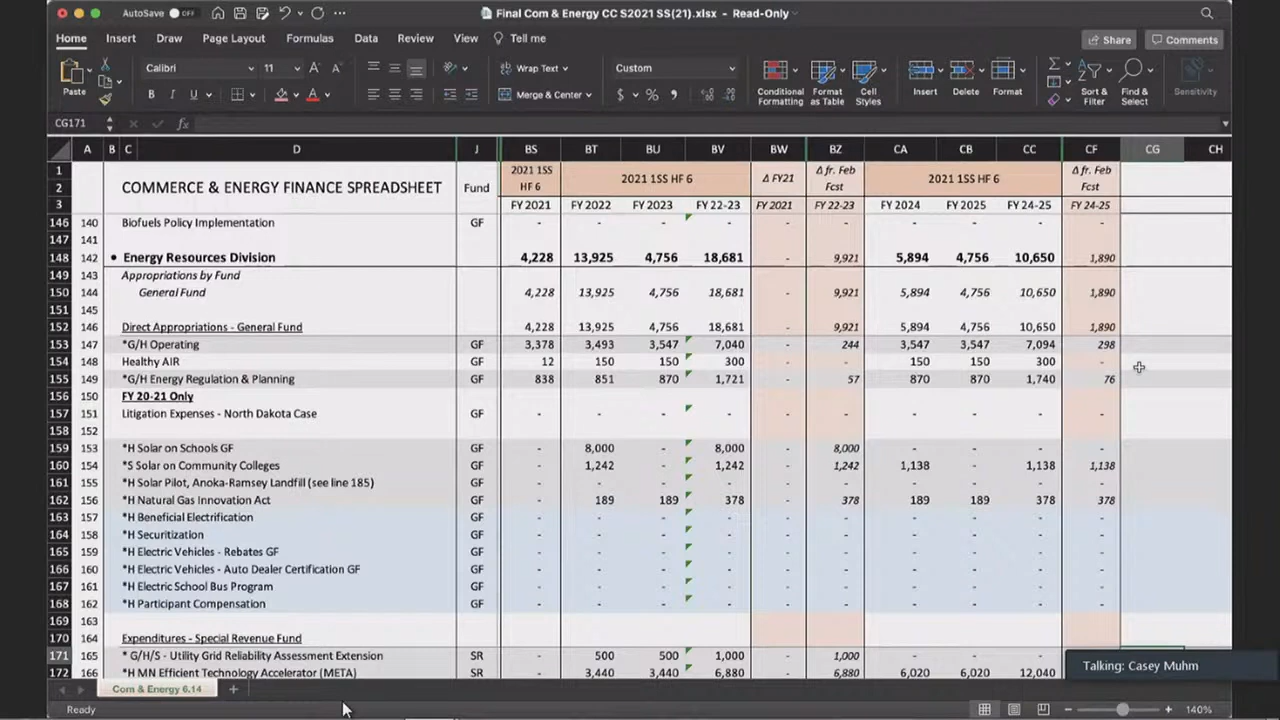 AutoSave OFF Final Com & Energy CC S2021 SS(21).xlsx - Read-Only
Home Insert Draw Page Layout Formulas Data Review View Tell me Share Comments
Paste Calibri 11 A A Wrap Text Custom Conditional Formatting Format as Table Cell Styles Insert Delete Format Sort & Filter Find & Select Sensitivity
B I U A Merge & Center $ %
CG171 fx
A B C D J BS BT BU BV BW BZ CA CB CC CF CG CH
1 2021 1SS HF 6 2021 1SS HF 6 Δ FY21 Δ fr. Feb Fcst 2021 1SS HF 6 Δ fr. Feb Fcst
2 COMMERCE & ENERGY FINANCE SPREADSHEET Fund
3 FY 2021 FY 2022 FY 2023 FY 22-23 FY 2021 FY 22-23 FY 2024 FY 2025 FY 24-25 FY 24-25
146 140 Biofuels Policy Implementation GF - - - - - - - - -
147 141
148 142 • Energy Resources Division 4,228 13,925 4,756 18,681 - 9,921 5,894 4,756 10,650 1,890
149 143 Appropriations by Fund
150 144 General Fund 4,228 13,925 4,756 18,681 - 9,921 5,894 4,756 10,650 1,890
151 145
152 146 Direct Appropriations - General Fund 4,228 13,925 4,756 18,681 - 9,921 5,894 4,756 10,650 1,890
153 147 *G/H Operating GF 3,378 3,493 3,547 7,040 - 244 3,547 3,547 7,094 298
154 148 Healthy AIR GF 12 150 150 300 - - 150 150 300 -
155 149 *G/H Energy Regulation & Planning GF 838 851 870 1,721 - 57 870 870 1,740 76
156 150 FY 20-21 Only
157 151 Litigation Expenses - North Dakota Case GF - - - - - - - - - -
158 152
159 153 *H Solar on Schools GF GF - 8,000 - 8,000 - 8,000 - - - -
160 154 *S Solar on Community Colleges GF - 1,242 - 1,242 - 1,242 1,138 - 1,138 1,138
161 155 *H Solar Pilot, Anoka-Ramsey Landfill (see line 185) GF - - - - - - - - - -
162 156 *H Natural Gas Innovation Act GF - 189 189 378 - 378 189 189 378 378
163 157 *H Beneficial Electrification GF - - - - - - - - - -
164 158 *H Securitization GF - - - - - - - - - -
165 159 *H Electric Vehicles - Rebates GF GF - - - - - - - - - -
166 160 *H Electric Vehicles - Auto Dealer Certification GF GF - - - - - - - - - -
167 161 *H Electric School Bus Program GF - - - - - - - - - -
168 162 *H Participant Compensation GF - - - - - - - - - -
169 163
170 164 Expenditures - Special Revenue Fund
171 165 * G/H/S - Utility Grid Reliability Assessment Extension SR - 500 500 1,000 - 1,000 - - -
172 166 *H MN Efficient Technology Accelerator (META) SR - 3,440 3,440 6,880 - 6,880 6,020 6,020 12,040
Talking: Casey Muhm
Com & Energy 6.14 +
Ready 140%